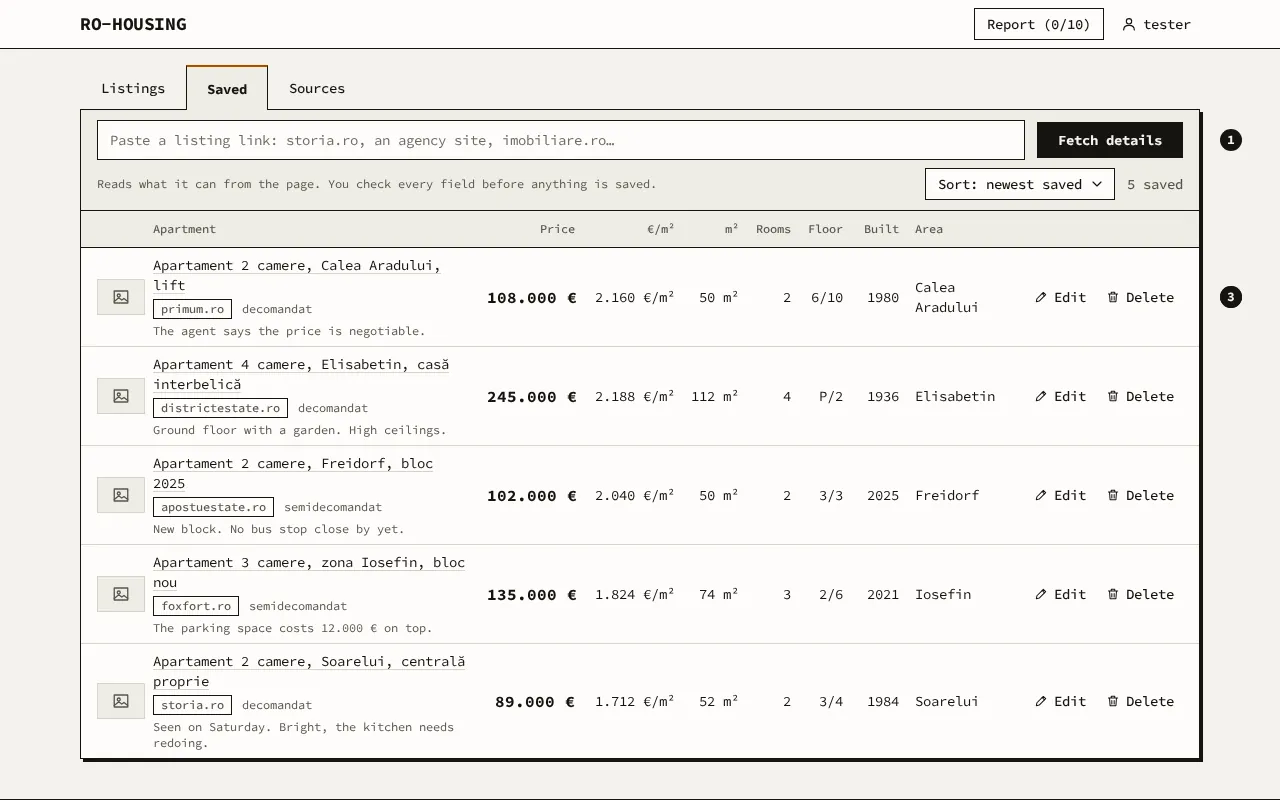 RO-HOUSING
Report (0/10)
tester
Listings
Saved
Sources
Paste a listing link: storia.ro, an agency site, imobiliare.ro…
Fetch details
1
Reads what it can from the page. You check every field before anything is saved.
Sort: newest saved
5 saved
Apartment Price €/m² m² Rooms Floor Built Area
Apartament 2 camere, Calea Aradului,
lift
primum.ro decomandat
The agent says the price is negotiable.
108.000 € 2.160 €/m² 50 m² 2 6/10 1980
Calea
Aradului
Edit Delete
3
Apartament 4 camere, Elisabetin, casă
interbelică
districtestate.ro decomandat
Ground floor with a garden. High ceilings.
245.000 € 2.188 €/m² 112 m² 4 P/2 1936 Elisabetin Edit Delete
Apartament 2 camere, Freidorf, bloc
2025
apostuestate.ro semidecomandat
New block. No bus stop close by yet.
102.000 € 2.040 €/m² 50 m² 2 3/3 2025 Freidorf Edit Delete
Apartament 3 camere, zona Iosefin, bloc
nou
foxfort.ro semidecomandat
The parking space costs 12.000 € on top.
135.000 € 1.824 €/m² 74 m² 3 2/6 2021 Iosefin Edit Delete
Apartament 2 camere, Soarelui, centrală
proprie
storia.ro decomandat
Seen on Saturday. Bright, the kitchen needs
redoing.
89.000 € 1.712 €/m² 52 m² 2 3/4 1984 Soarelui Edit Delete